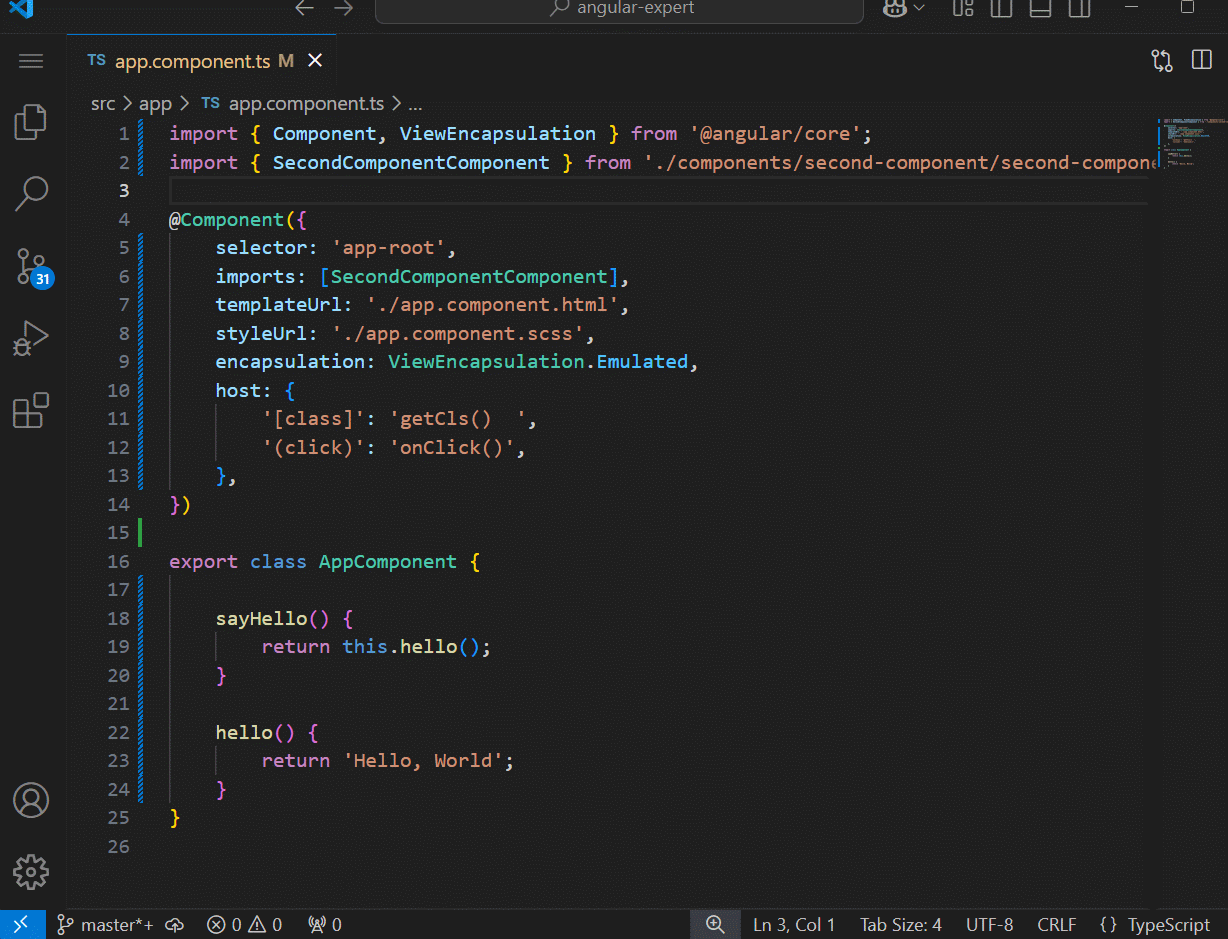 angular-expert
TS app.component.ts M
src > app > TS app.component.ts > ...
1 import { Component, ViewEncapsulation } from '@angular/core';
2 import { SecondComponentComponent } from './components/second-component/second-compone
3
4 @Component({
5 selector: 'app-root',
6 imports: [SecondComponentComponent],
7 templateUrl: './app.component.html',
8 styleUrl: './app.component.scss',
9 encapsulation: ViewEncapsulation.Emulated,
10 host: {
11 '[class]': 'getCls()  ',
12 '(click)': 'onClick()',
13 },
14 })
15
16 export class AppComponent {
17
18 sayHello() {
19 return this.hello();
20 }
21
22 hello() {
23 return 'Hello, World';
24 }
25 }
26
31
master*+ 0 0 0 Ln 3, Col 1 Tab Size: 4 UTF-8 CRLF {} TypeScript